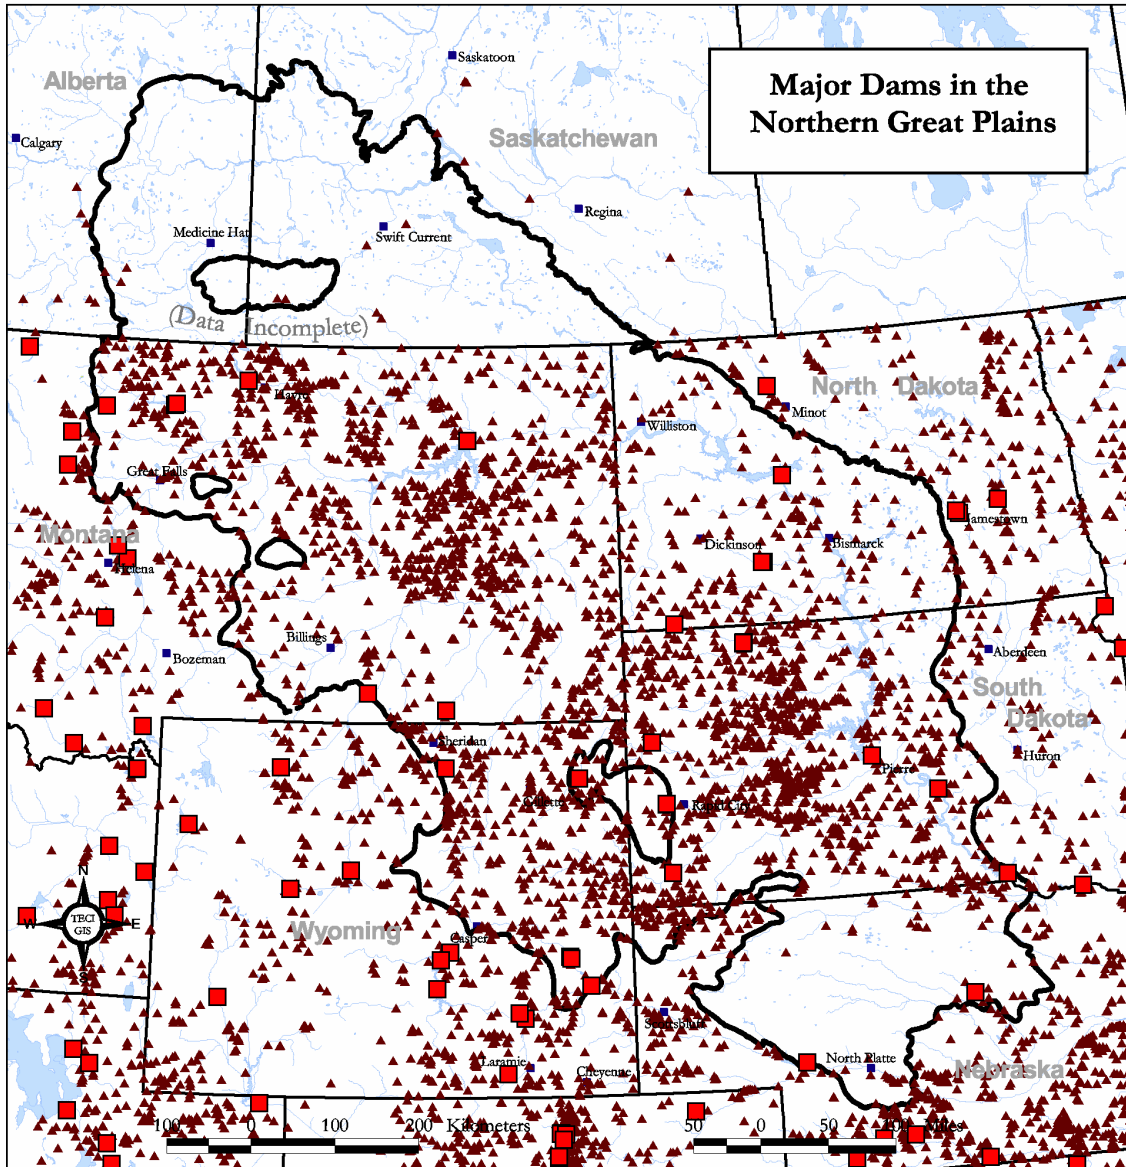 Major Dams in the
Northern Great Plains
Saskatoon
Alberta
Saskatchewan
Calgary
Regina
Medicine Hat
Swift Current
(Data Incomplete)
North Dakota
Havre
Minot
Williston
Great Falls
Jamestown
Montana
Dickinson
Bismarck
Helena
Billings
Bozeman
Aberdeen
South
Dakota
Sheridan
Huron
Pierre
Gillette
Rapid City
N
W
TECI
GIS
E
S
Wyoming
Casper
Scottsbluff
Laramie
North Platte
Cheyenne
Nebraska
100 0 100 200 Kilometers
50 0 50 100 Miles